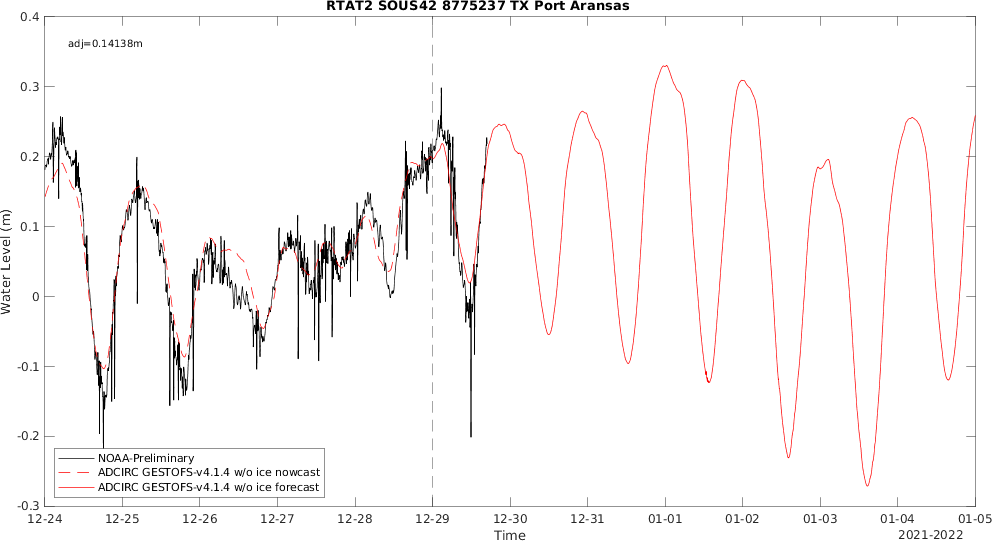 RTAT2 SOUS42 8775237 TX Port Aransas
adj=0.14138m
0.4
0.3
0.2
0.1
0
-0.1
-0.2
-0.3
Water Level (m)
NOAA-Preliminary
ADCIRC GESTOFS-v4.1.4 w/o ice nowcast
ADCIRC GESTOFS-v4.1.4 w/o ice forecast
12-24 12-25 12-26 12-27 12-28 12-29 12-30 12-31 01-01 01-02 01-03 01-04 01-05
Time
2021-2022